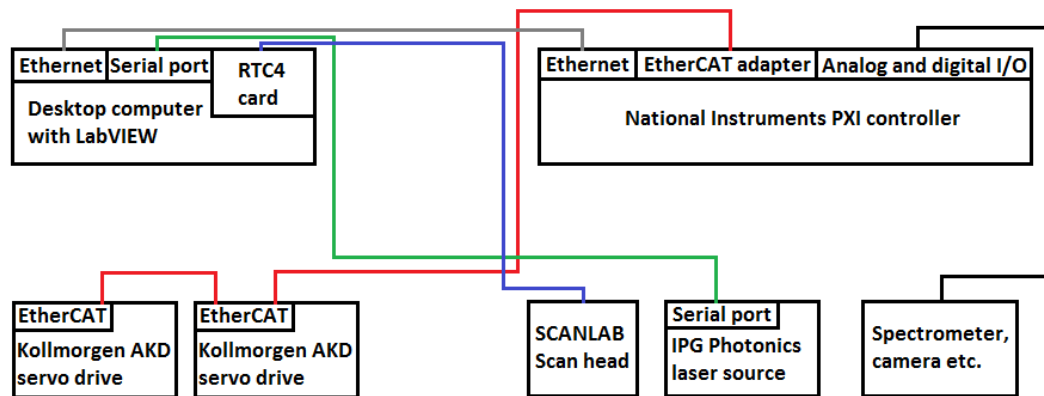 Ethernet
Serial port
RTC4
card
Desktop computer
with LabVIEW
Ethernet
EtherCAT adapter
Analog and digital I/O
National Instruments PXI controller
EtherCAT
Kollmorgen AKD
servo drive
EtherCAT
Kollmorgen AKD
servo drive
SCANLAB
Scan head
Serial port
IPG Photonics
laser source
Spectrometer,
camera etc.